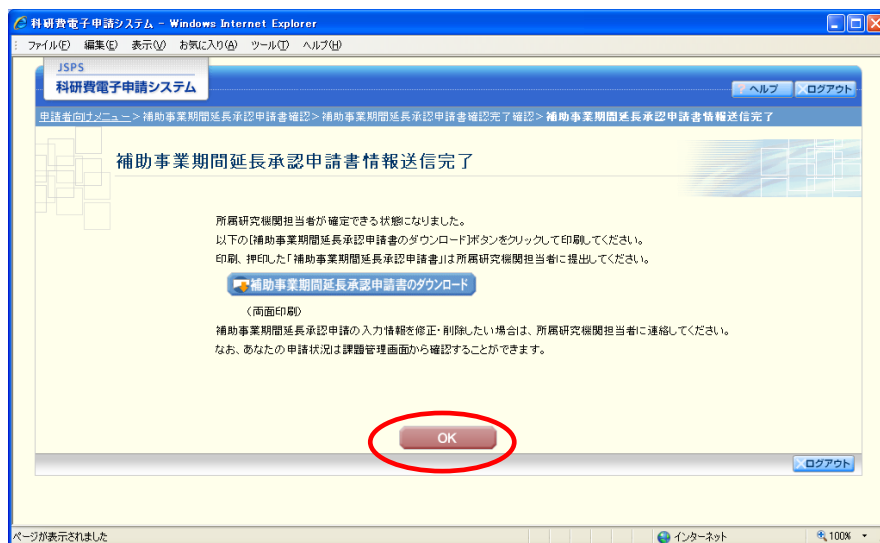 科研費電子申請システム - Windows Internet Explorer
ファイル(F) 編集(E) 表示(V) お気に入り(A) ツール(T) ヘルプ(H)
JSPS
科研費電子申請システム
? ヘルプ ログアウト
申請者向けメニュー>補助事業期間延長承認申請書確認>補助事業期間延長承認申請書確認完了確認>補助事業期間延長承認申請書情報送信完了
補助事業期間延長承認申請書情報送信完了
所属研究機関担当者が確定できる状態になりました。
以下の[補助事業期間延長承認申請書のダウンロード]ボタンをクリックして印刷してください。
印刷、押印した「補助事業期間延長承認申請書」は所属研究機関担当者に提出してください。
補助事業期間延長承認申請書のダウンロード
(両面印刷)
補助事業期間延長承認申請の入力情報を修正・削除したい場合は、所属研究機関担当者に連絡してください。
なお、あなたの申請状況は課題管理画面から確認することができます。
OK
ログアウト
ページが表示されました インターネット 100%